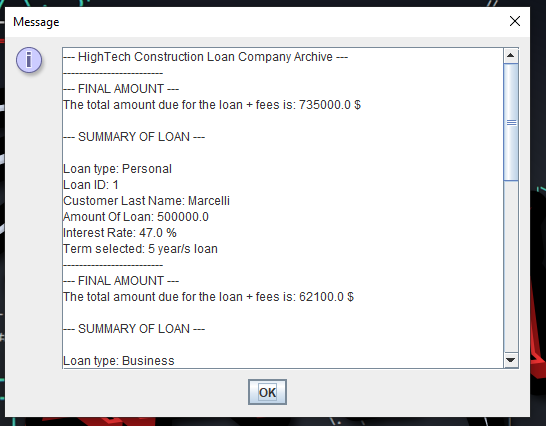 Message
--- HighTech Construction Loan Company Archive ---
-------------------------
--- FINAL AMOUNT ---
The total amount due for the loan + fees is: 735000.0 $
--- SUMMARY OF LOAN ---
Loan type: Personal
Loan ID: 1
Customer Last Name: Marcelli
Amount Of Loan: 500000.0
Interest Rate: 47.0 %
Term selected: 5 year/s loan
-------------------------
--- FINAL AMOUNT ---
The total amount due for the loan + fees is: 62100.0 $
--- SUMMARY OF LOAN ---
Loan type: Business
OK